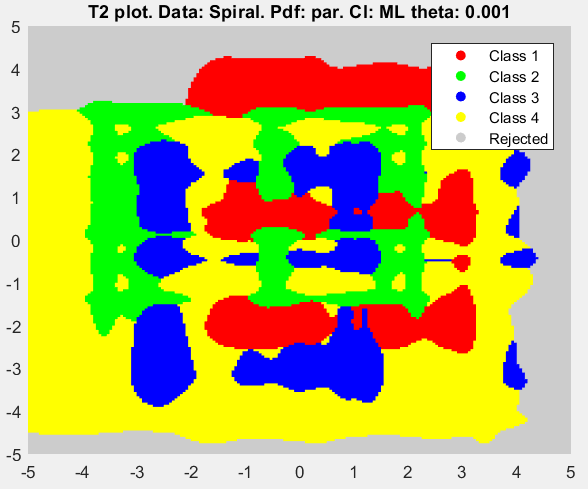 T2 plot. Data: Spiral. Pdf: par. Cl: ML theta: 0.001
5
4
3
2
1
0
-1
-2
-3
-4
-5
Class 1
Class 2
Class 3
Class 4
Rejected
-5 -4 -3 -2 -1 0 1 2 3 4 5